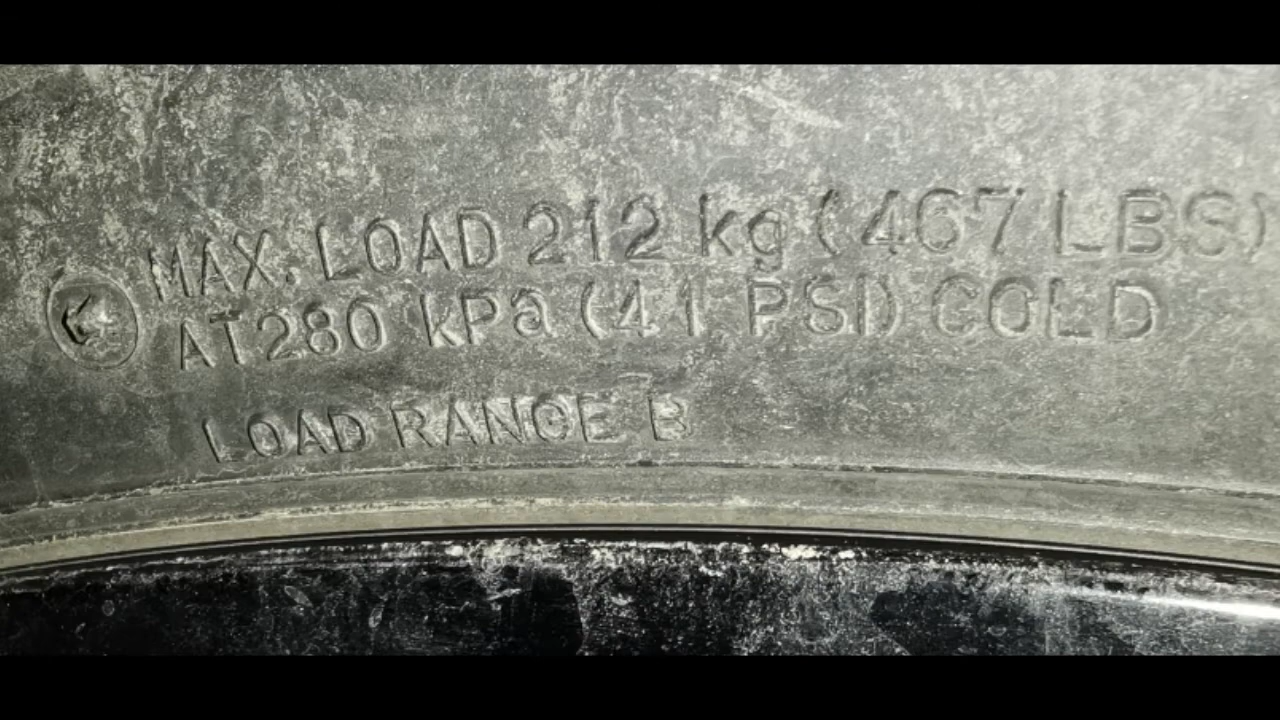 MAX. LOAD 212 kg (467 LBS)
AT 280 kPa (41 PSI) COLD
LOAD RANGE B